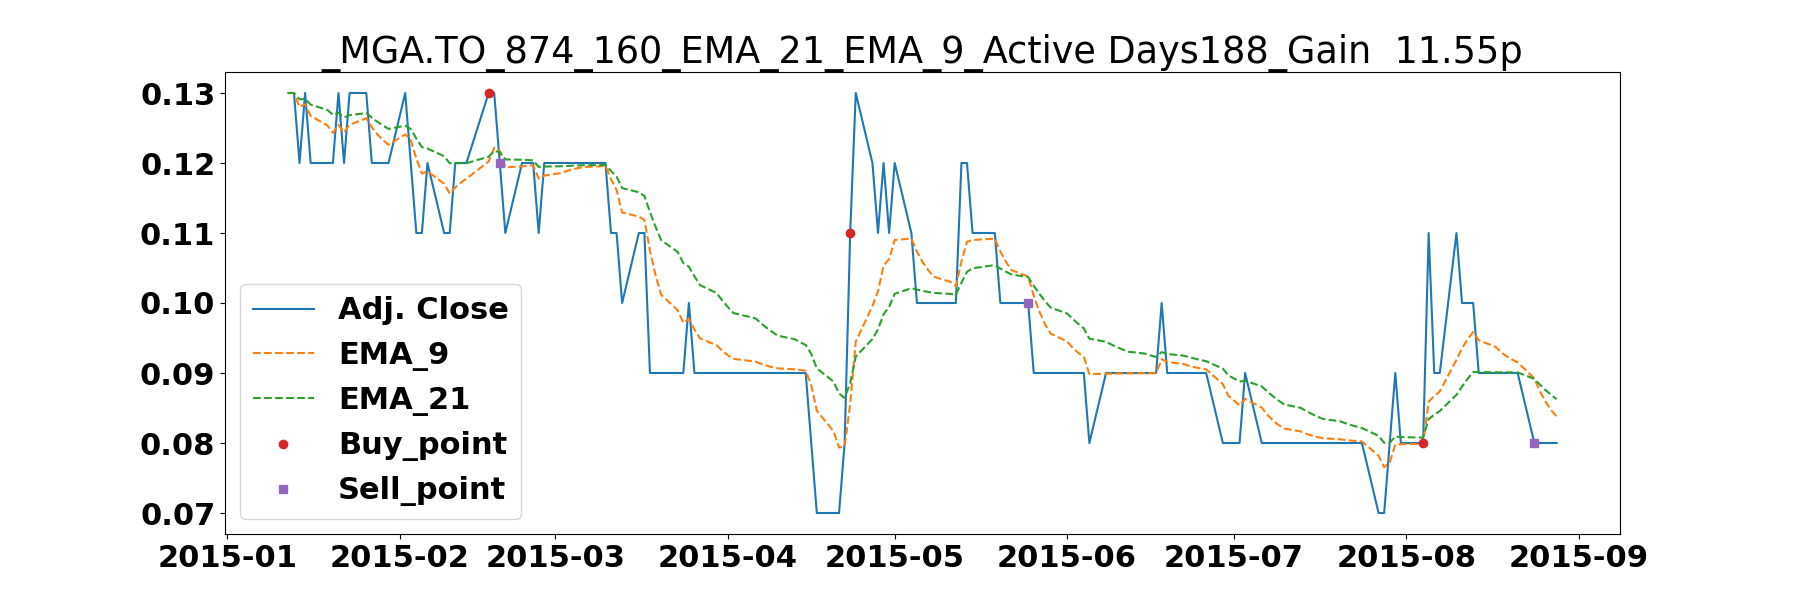 _MGA.TO_874_160_EMA_21_EMA_9_Active Days188_Gain  11.55p
0.13
0.12
0.11
0.10
0.09
0.08
0.07
Adj. Close
EMA_9
EMA_21
Buy_point
Sell_point
2015-01 2015-02 2015-03 2015-04 2015-05 2015-06 2015-07 2015-08 2015-09